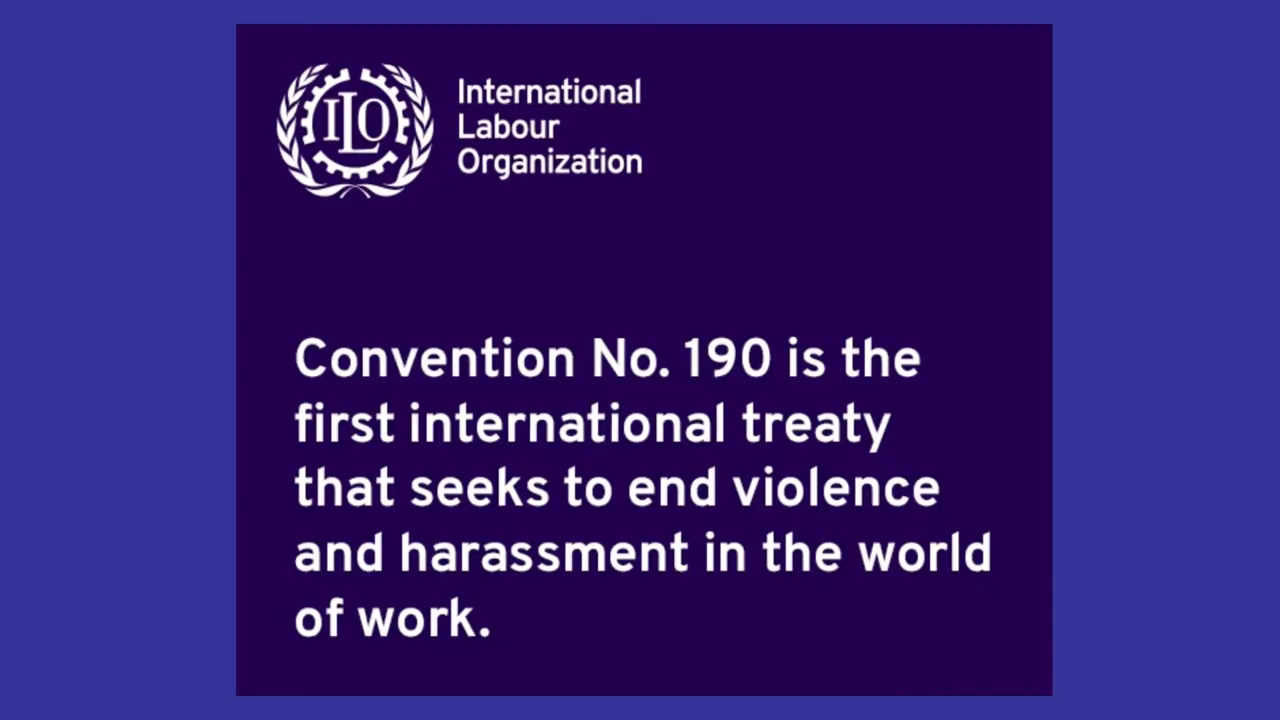 ILO
International
Labour
Organization
Convention No. 190 is the
first international treaty
that seeks to end violence
and harassment in the world
of work.